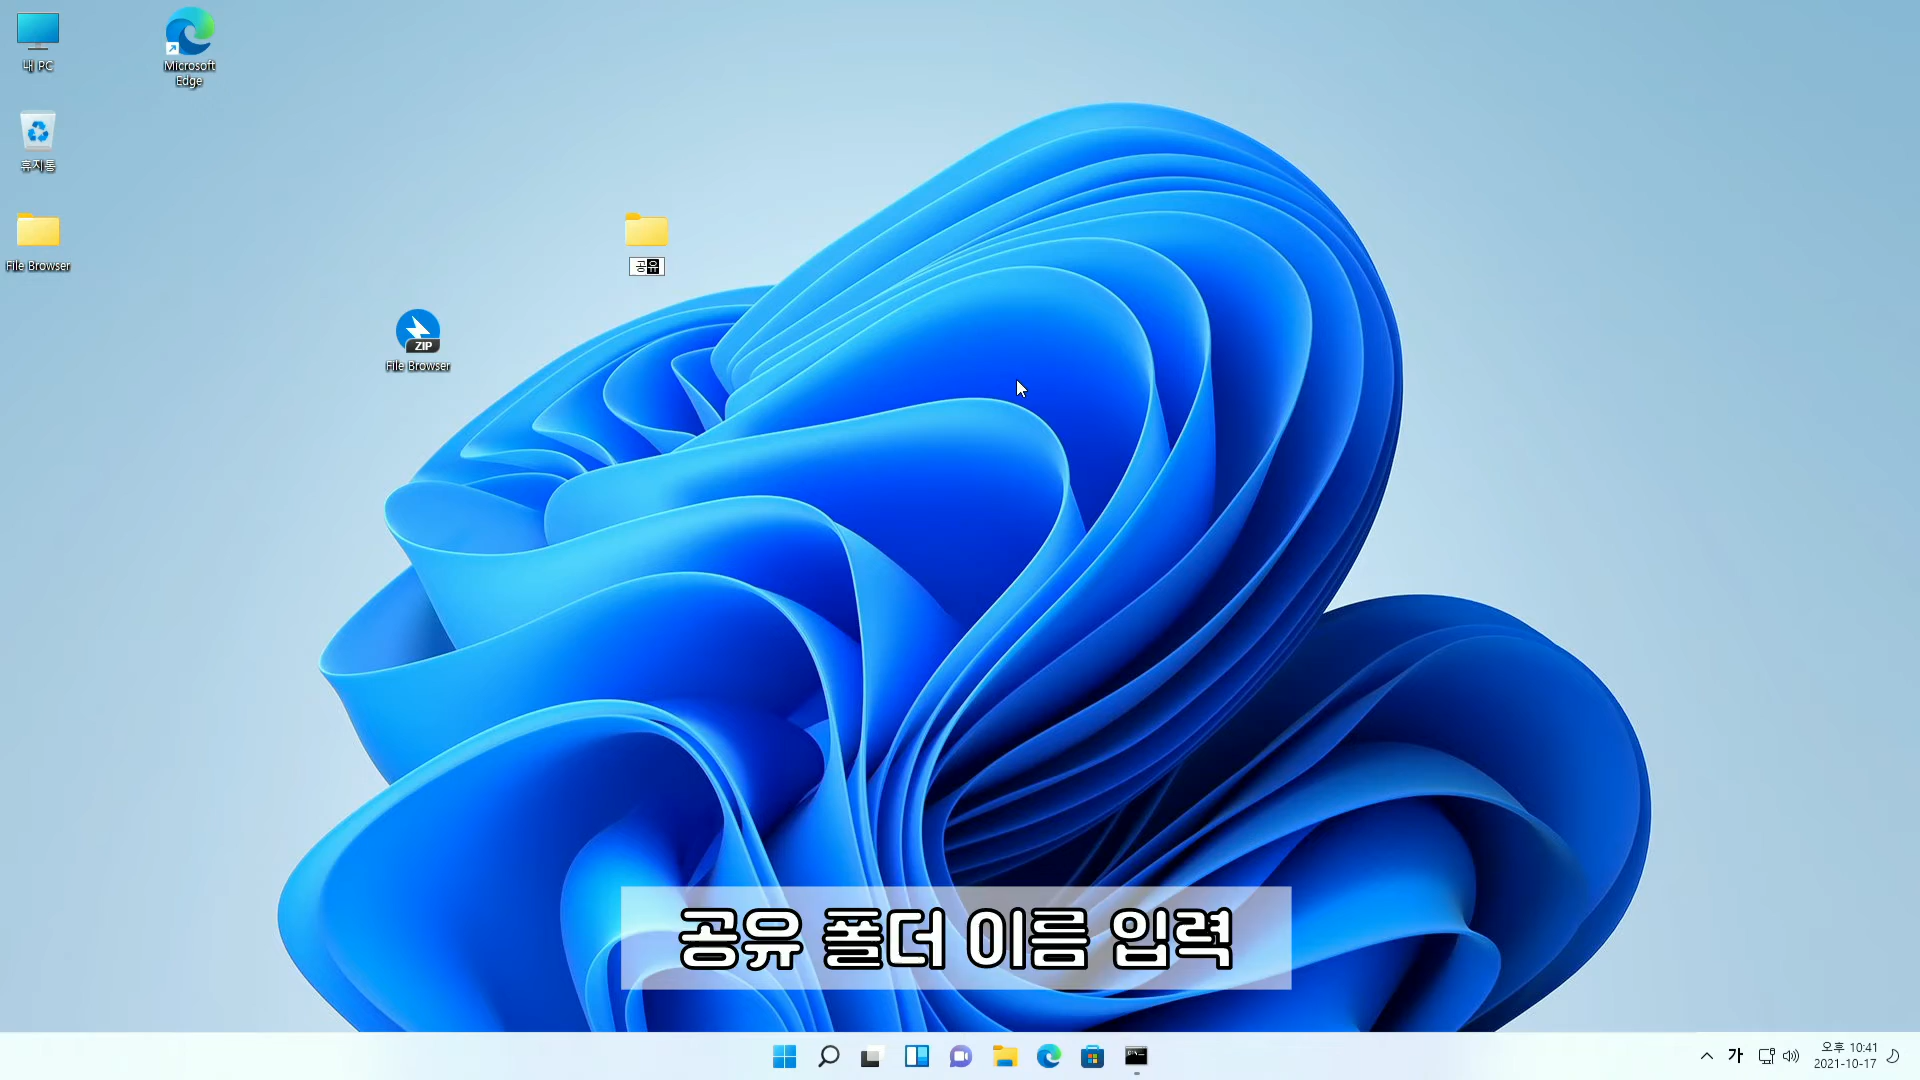 내 PC
Microsoft
Edge
휴지통
File Browser
공유
ZIP
File Browser
공유 폴더 이름 입력
가
오후 10:41
2021-10-17